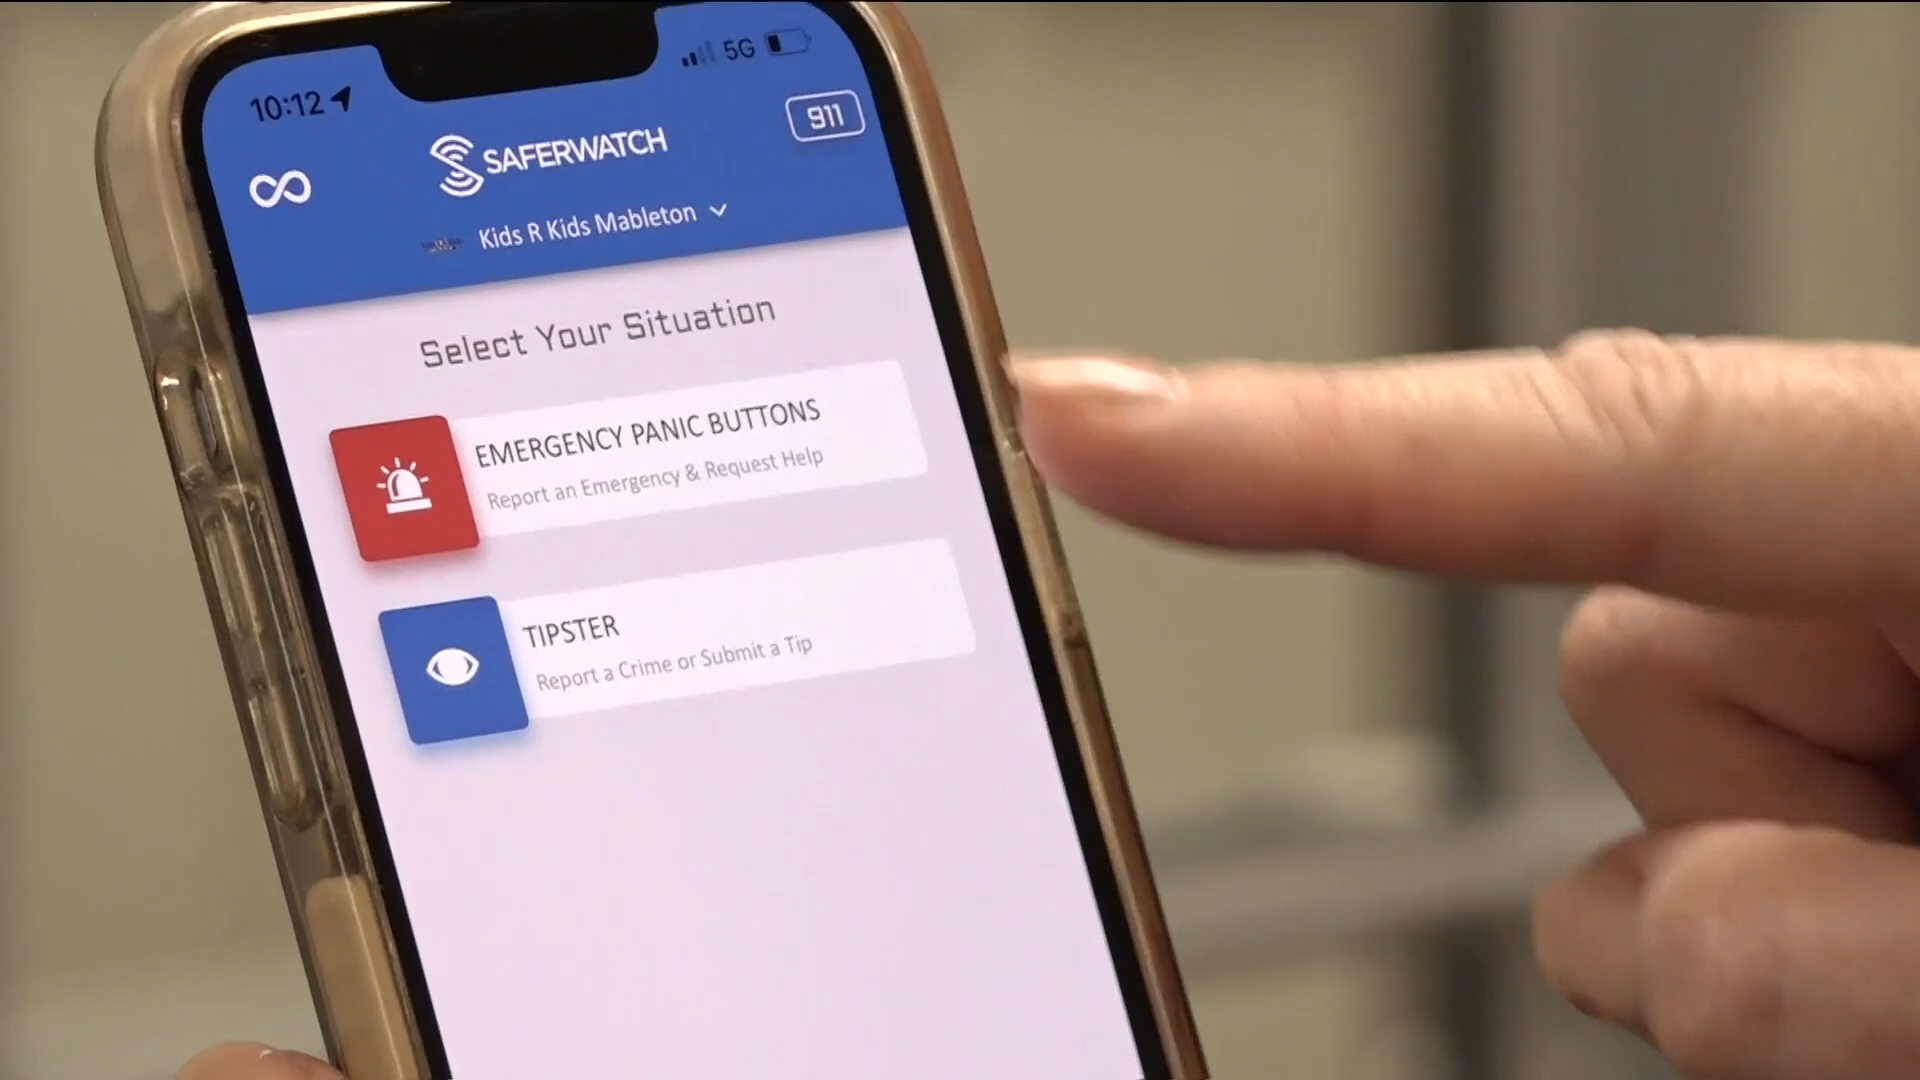 10:12
5G
911
SAFERWATCH
Kids R Kids Mableton
Select Your Situation
EMERGENCY PANIC BUTTONS
Report an Emergency & Request Help
TIPSTER
Report a Crime or Submit a Tip